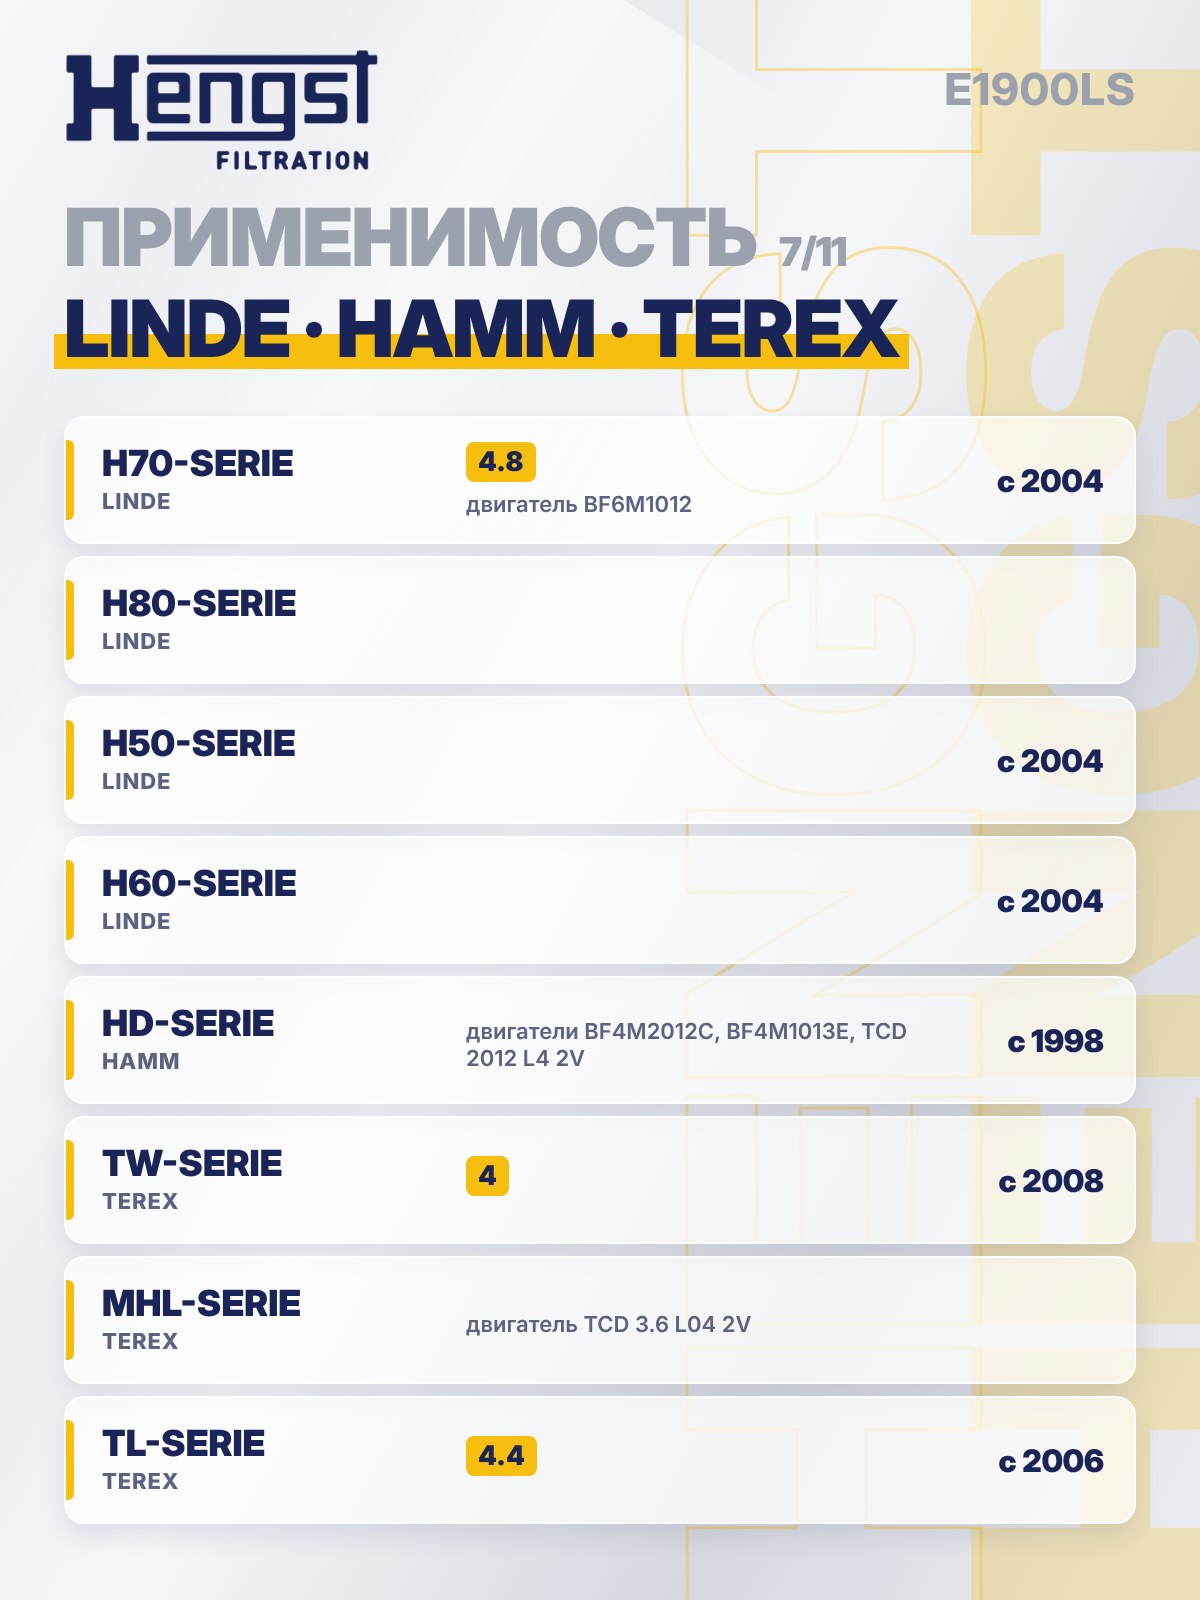 Hengst
FILTRATION
E1900LS
ПРИМЕНИМОСТЬ 7/11
LINDE · HAMM · TEREX
H70-SERIE
LINDE
4.8
двигатель BF6M1012
с 2004
H80-SERIE
LINDE
H50-SERIE
LINDE
с 2004
H60-SERIE
LINDE
с 2004
HD-SERIE
HAMM
двигатели BF4M2012C, BF4M1013E, TCD
2012 L4 2V
с 1998
TW-SERIE
TEREX
4
с 2008
MHL-SERIE
TEREX
двигатель TCD 3.6 L04 2V
TL-SERIE
TEREX
4.4
с 2006
HENGST
HENGST